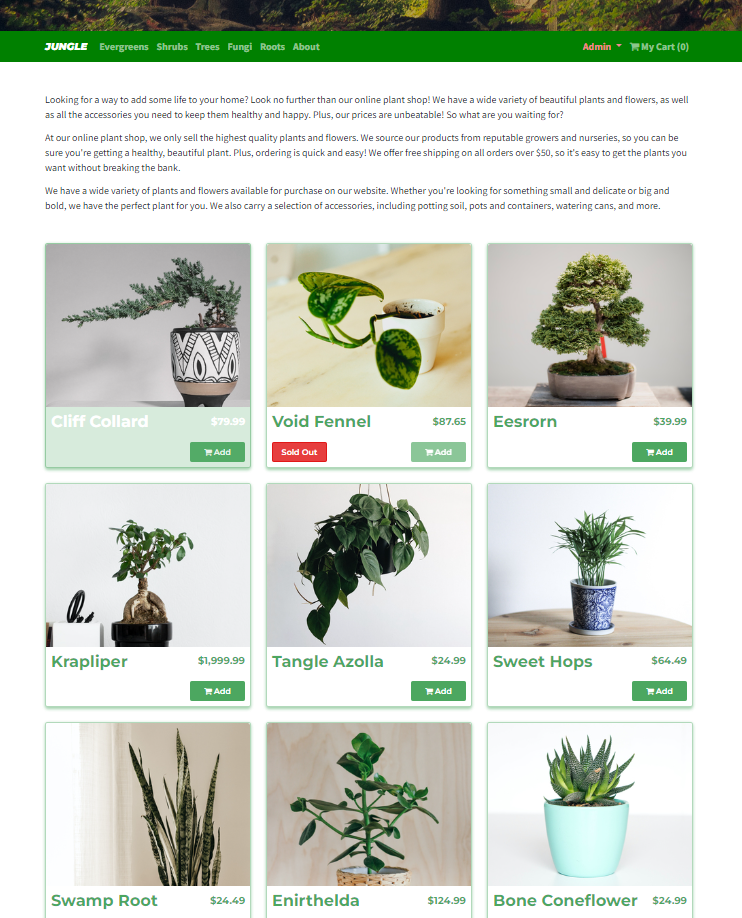 JUNGLE Evergreens Shrubs Trees Fungi Roots About Admin My Cart (0)
Looking for a way to add some life to your home? Look no further than our online plant shop! We have a wide variety of beautiful plants and flowers, as well
as all the accessories you need to keep them healthy and happy. Plus, our prices are unbeatable! So what are you waiting for?
At our online plant shop, we only sell the highest quality plants and flowers. We source our products from reputable growers and nurseries, so you can be
sure you're getting a healthy, beautiful plant. Plus, ordering is quick and easy! We offer free shipping on all orders over $50, so it's easy to get the plants you
want without breaking the bank.
We have a wide variety of plants and flowers available for purchase on our website. Whether you're looking for something small and delicate or big and
bold, we have the perfect plant for you. We also carry a selection of accessories, including potting soil, pots and containers, watering cans, and more.
Cliff Collard $79.99
Add
Void Fennel $87.65
Sold Out Add
Eesrorn $39.99
Add
Krapliper $1,999.99
Add
Tangle Azolla $24.99
Add
Sweet Hops $64.49
Add
Swamp Root $24.49
Enirthelda $124.99
Bone Coneflower $24.99